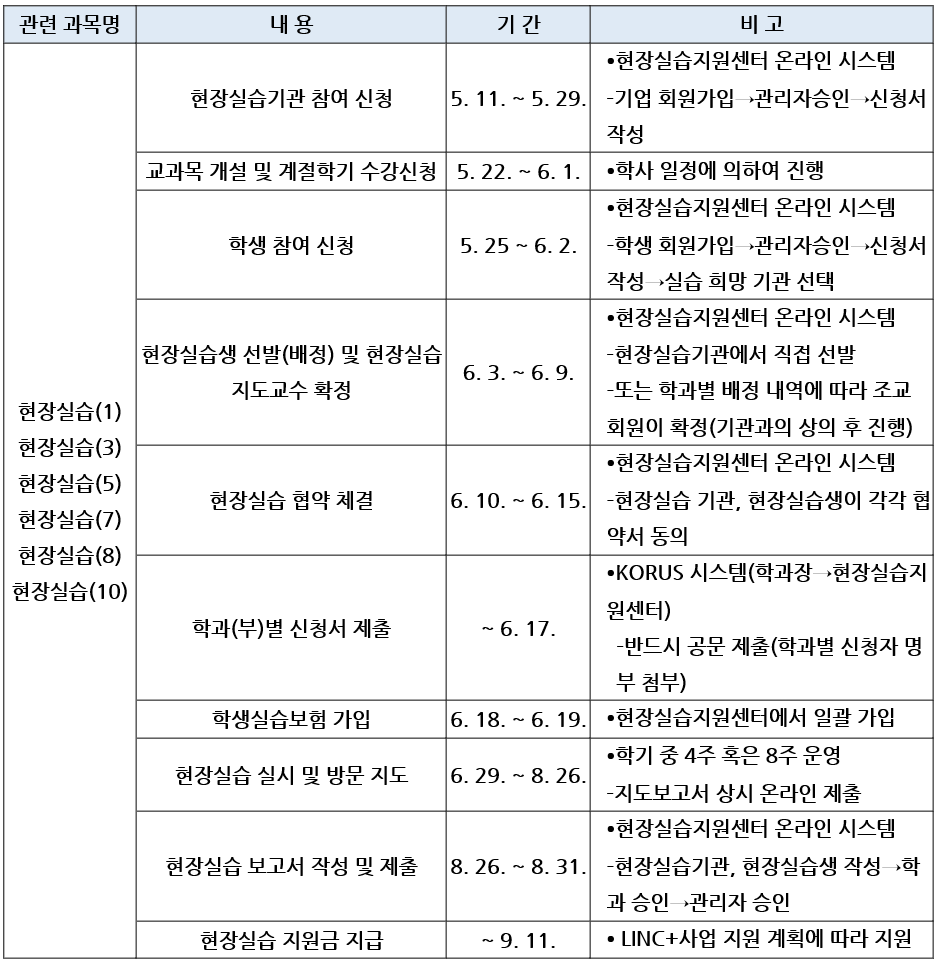 관련 과목명 내 용 기 간 비 고
현장실습(1)
현장실습(3)
현장실습(5)
현장실습(7)
현장실습(8)
현장실습(10)
현장실습기관 참여 신청
5. 11. ~ 5. 29.
•현장실습지원센터 온라인 시스템
-기업 회원가입→관리자승인→신청서
작성
교과목 개설 및 계절학기 수강신청
5. 22. ~ 6. 1.
•학사 일정에 의하여 진행
학생 참여 신청
5. 25 ~ 6. 2.
•현장실습지원센터 온라인 시스템
-학생 회원가입→관리자승인→신청서
작성→실습 희망 기관 선택
현장실습생 선발(배정) 및 현장실습
지도교수 확정
6. 3. ~ 6. 9.
•현장실습지원센터 온라인 시스템
-현장실습기관에서 직접 선발
-또는 학과별 배정 내역에 따라 조교
회원이 확정(기관과의 상의 후 진행)
현장실습 협약 체결
6. 10. ~ 6. 15.
•현장실습지원센터 온라인 시스템
-현장실습 기관, 현장실습생이 각각 협
약서 동의
학과(부)별 신청서 제출
~ 6. 17.
•KORUS 시스템(학과장→현장실습지
원센터)
-반드시 공문 제출(학과별 신청자 명
부 첨부)
학생실습보험 가입
6. 18. ~ 6. 19.
•현장실습지원센터에서 일괄 가입
현장실습 실시 및 방문 지도
6. 29. ~ 8. 26.
•학기 중 4주 혹은 8주 운영
-지도보고서 상시 온라인 제출
현장실습 보고서 작성 및 제출
8. 26. ~ 8. 31.
•현장실습지원센터 온라인 시스템
-현장실습기관, 현장실습생 작성→학
과 승인→관리자 승인
현장실습 지원금 지급
~ 9. 11.
• LINC+사업 지원 계획에 따라 지원